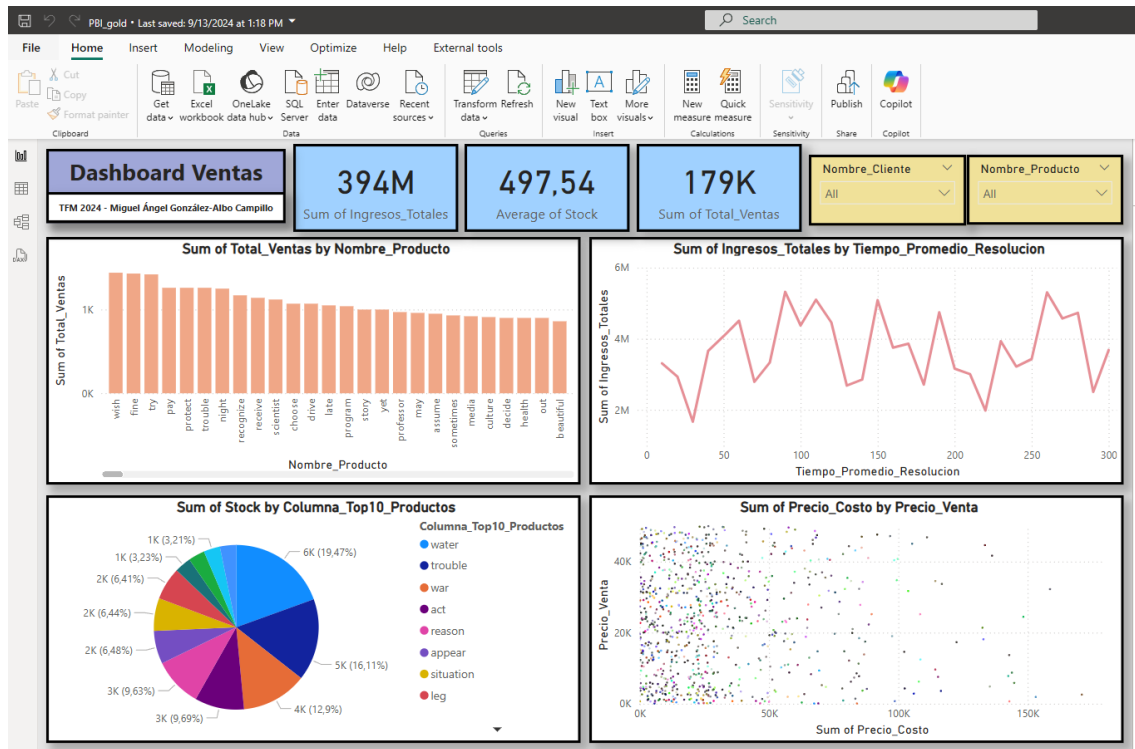 PBI_gold • Last saved: 9/13/2024 at 1:18 PM
Search
File Home Insert Modeling View Optimize Help External tools
Paste
Cut
Copy
Format painter
Clipboard
Get data
Excel workbook
OneLake data hub
SQL Server
Enter data
Dataverse
Recent sources
Data
Transform data
Refresh
Queries
New visual
Text box
More visuals
Insert
New measure
Quick measure
Calculations
Sensitivity
Sensitivity
Publish
Share
Copilot
Copilot
Dashboard Ventas
TFM 2024 - Miguel Ángel González-Albo Campillo
394M
Sum of Ingresos_Totales
497,54
Average of Stock
179K
Sum of Total_Ventas
Nombre_Cliente
All
Nombre_Producto
All
Sum of Total_Ventas by Nombre_Producto
Sum of Total_Ventas
1K
0K
wish
fine
try
pay
protect
trouble
night
recognize
receive
scientist
choose
drive
late
program
story
yet
professor
may
assume
sometimes
media
culture
decide
health
out
beautiful
Nombre_Producto
Sum of Ingresos_Totales by Tiempo_Promedio_Resolucion
Sum of Ingresos_Totales
6M
4M
2M
0 50 100 150 200 250 300
Tiempo_Promedio_Resolucion
Sum of Stock by Columna_Top10_Productos
6K (19,47%)
5K (16,11%)
4K (12,9%)
3K (9,69%)
3K (9,63%)
2K (6,48%)
2K (6,44%)
2K (6,41%)
1K (3,23%)
1K (3,21%)
Columna_Top10_Productos
water
trouble
war
act
reason
appear
situation
leg
Sum of Precio_Costo by Precio_Venta
Precio_Venta
40K
20K
0K
0K 50K 100K 150K
Sum of Precio_Costo